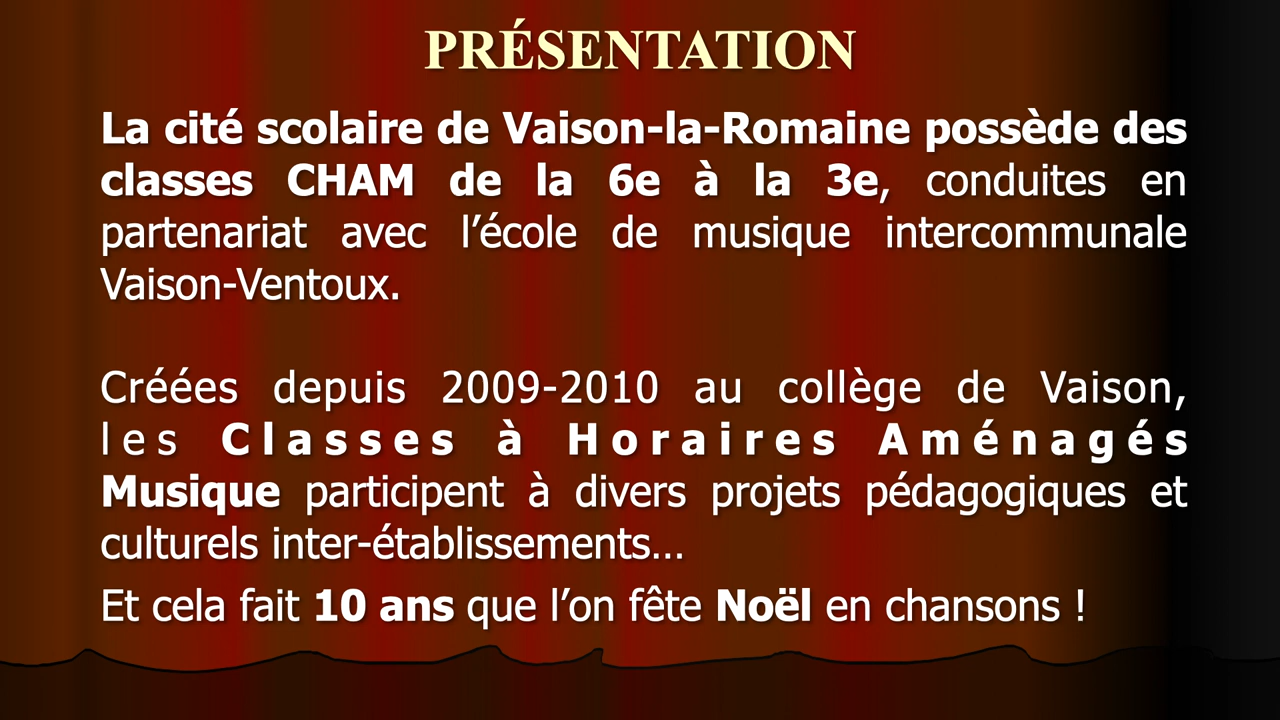 PRÉSENTATION
La cité scolaire de Vaison-la-Romaine possède des
classes CHAM de la 6e à la 3e, conduites en
partenariat avec l’école de musique intercommunale
Vaison-Ventoux.
Créées depuis 2009-2010 au collège de Vaison,
les Classes à Horaires Aménagés
Musique participent à divers projets pédagogiques et
culturels inter-établissements…
Et cela fait 10 ans que l’on fête Noël en chansons !